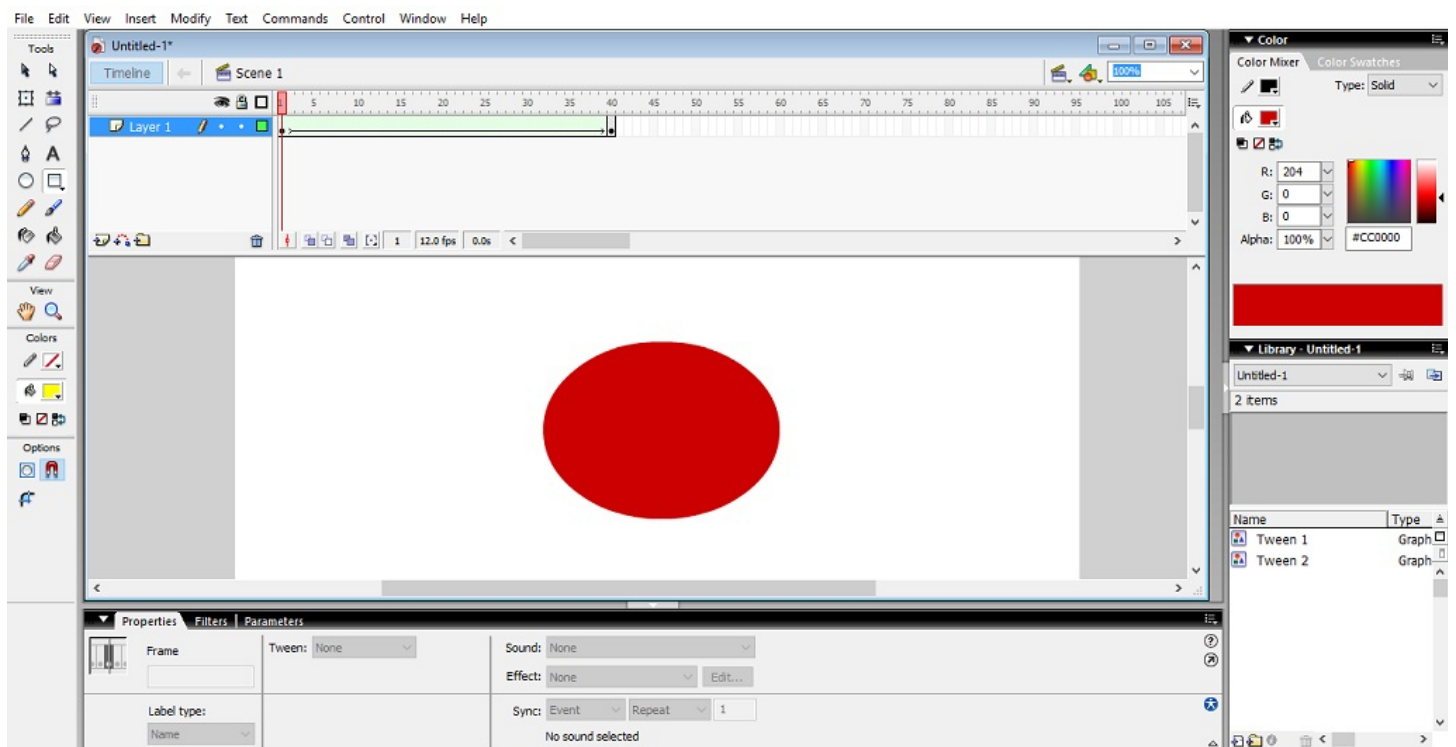 File Edit View Insert Modify Text Commands Control Window Help
Tools
Untitled-1*
Timeline Scene 1 100%
1 5 10 15 20 25 30 35 40 45 50 55 60 65 70 75 80 85 90 95 100 105
Layer 1
1 12.0 fps 0.0s
View
Colors
Options
Color
Color Mixer Color Swatches
Type: Solid
R: 204
G: 0
B: 0
Alpha: 100% #CC0000
Library - Untitled-1
Untitled-1
2 items
Name Type
Tween 1 Graph
Tween 2 Graph
Properties Filters Parameters
Frame Tween: None Sound: None
Effect: None Edit...
Label type: Sync: Event Repeat 1
Name No sound selected